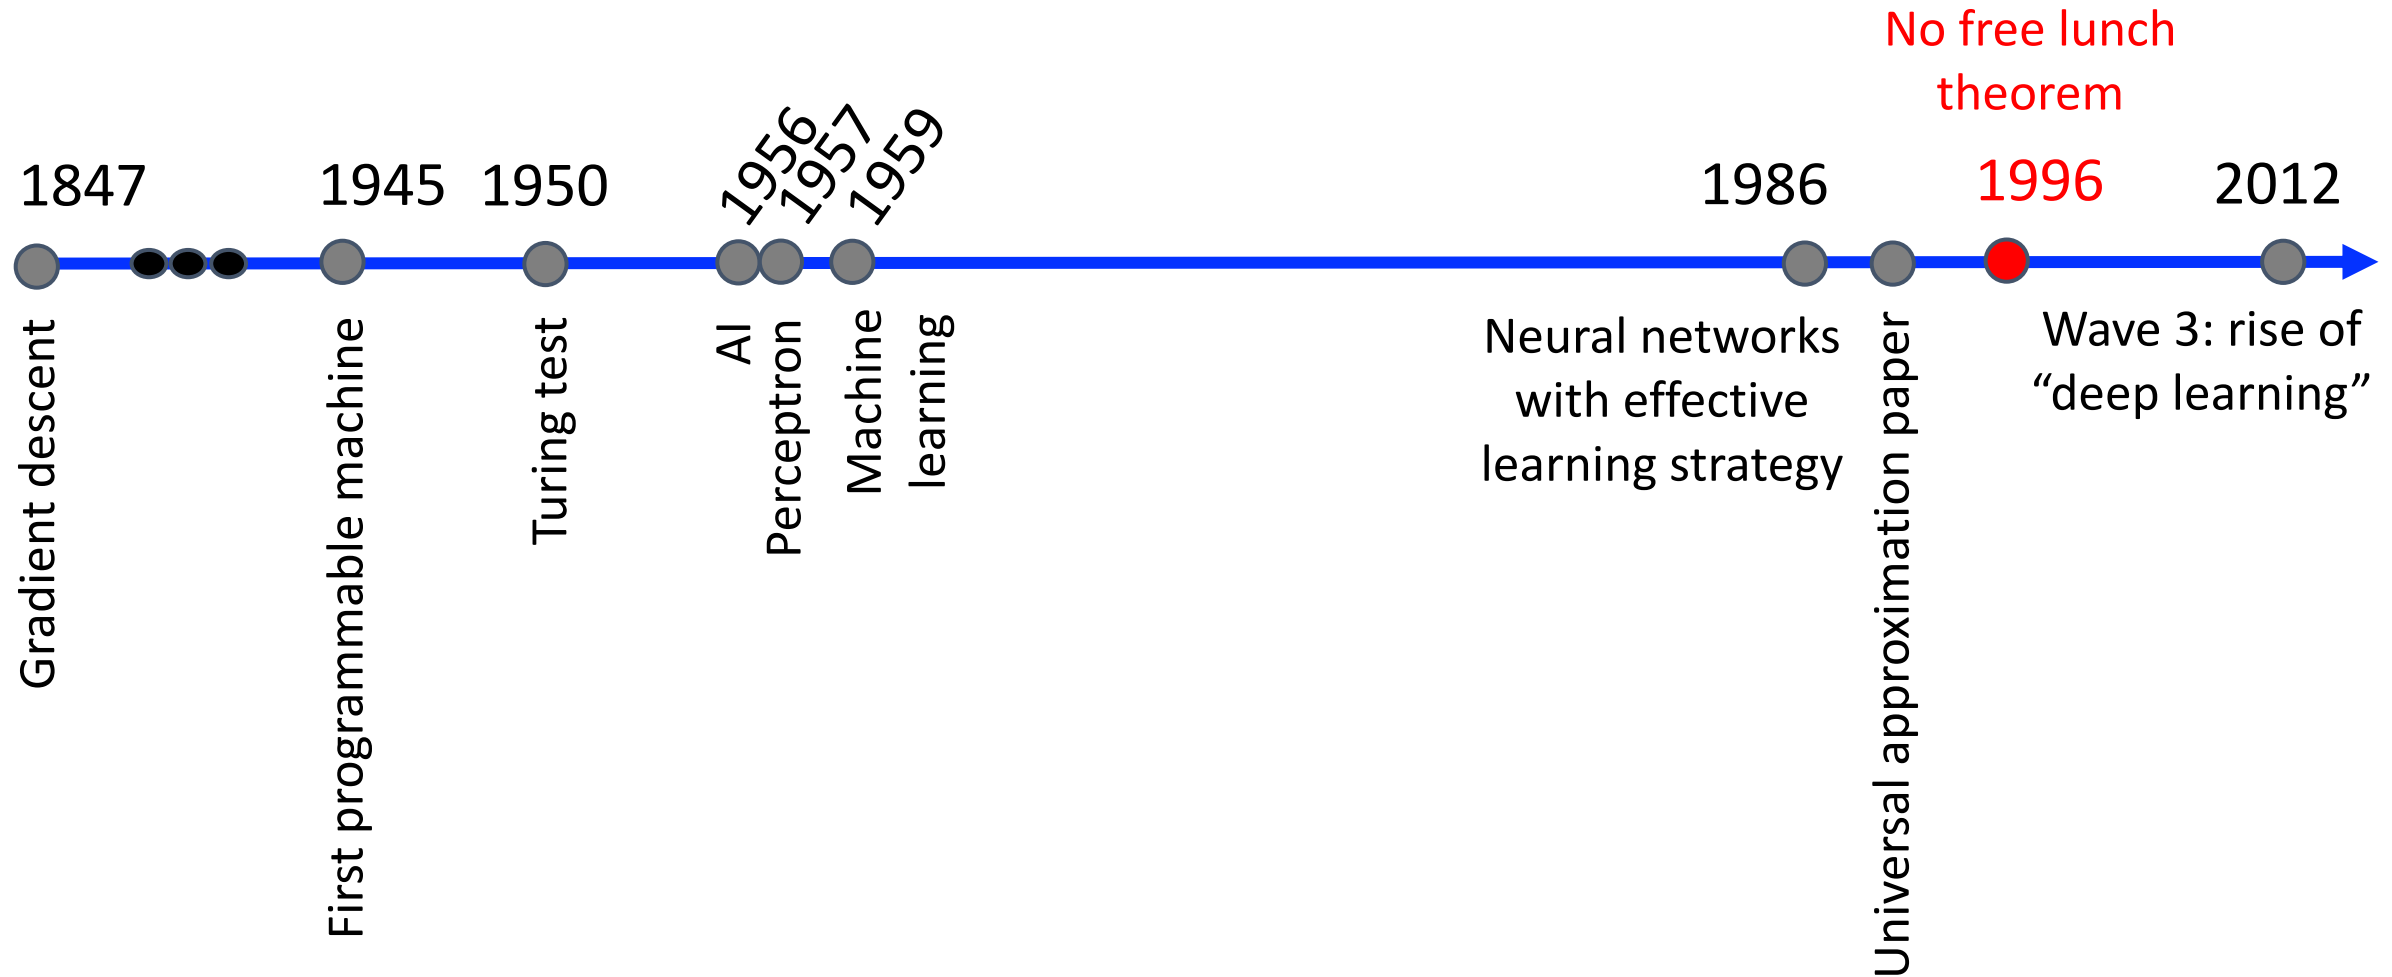 No free lunch
theorem
1847
1945
1950
1956
1957
1959
1986
1996
2012
Gradient descent
First programmable machine
Turing test
AI
Perceptron
Machine
learning
Neural networks
with effective
learning strategy
Universal approximation paper
Wave 3: rise of
“deep learning”